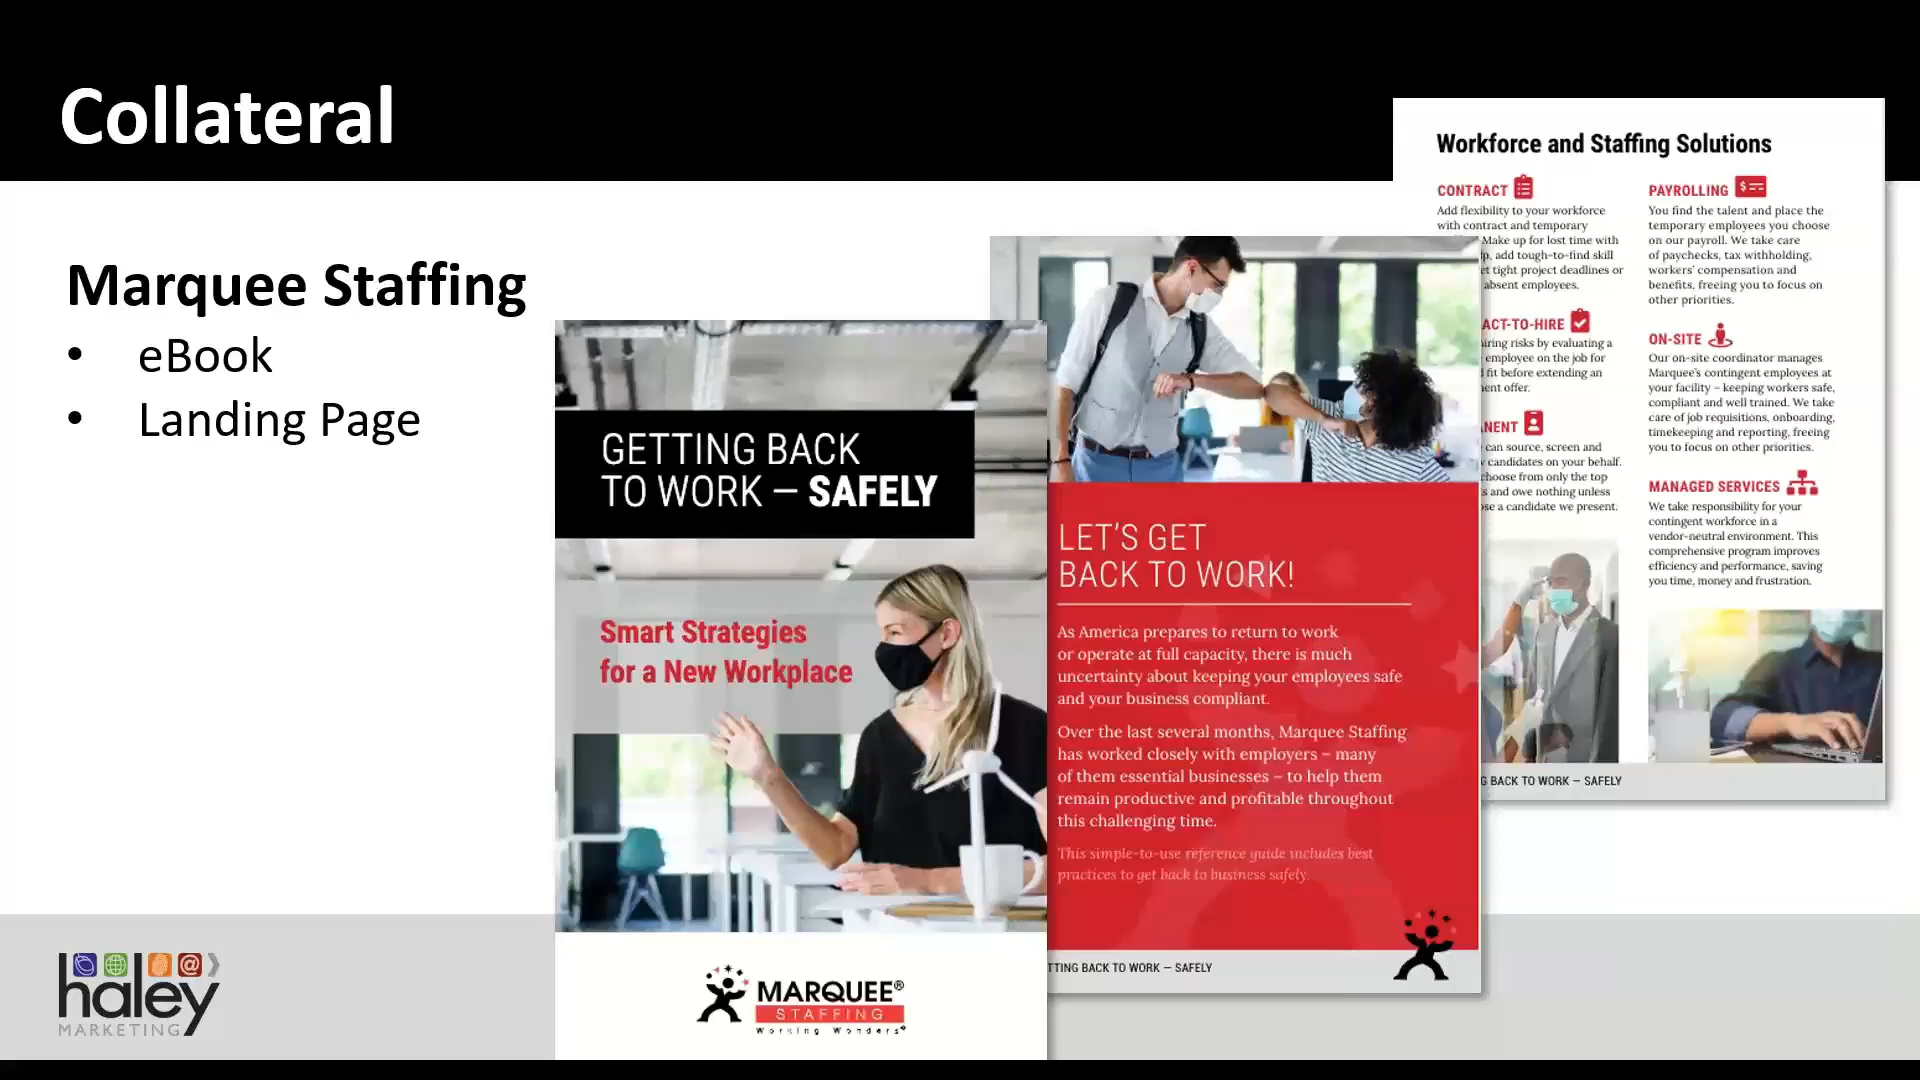 Collateral
Marquee Staffing
• eBook
• Landing Page
GETTING BACK
TO WORK – SAFELY
Smart Strategies
for a New Workplace
MARQUEE®
STAFFING
Working Wonders®
LET'S GET
BACK TO WORK!
As America prepares to return to work
or operate at full capacity, there is much
uncertainty about keeping your employees safe
and your business compliant.
Over the last several months, Marquee Staffing
has worked closely with employers – many
of them essential businesses – to help them
remain productive and profitable throughout
this challenging time.
This simple-to-use reference guide includes best
practices to get back to business safely.
TTING BACK TO WORK – SAFELY
Workforce and Staffing Solutions
CONTRACT
Add flexibility to your workforce
with contract and temporary
Make up for lost time with
p, add tough-to-find skill
et tight project deadlines or
absent employees.
ACT-TO-HIRE
iring risks by evaluating a
employee on the job for
fit before extending an
ent offer.
NENT
can source, screen and
candidates on your behalf.
hoose from only the top
s and owe nothing unless
se a candidate we present.
PAYROLLING
You find the talent and place the
temporary employees you choose
on our payroll. We take care
of paychecks, tax withholding,
workers' compensation and
benefits, freeing you to focus on
other priorities.
ON-SITE
Our on-site coordinator manages
Marquee's contingent employees at
your facility – keeping workers safe,
compliant and well trained. We take
care of job requisitions, onboarding,
timekeeping and reporting, freeing
you to focus on other priorities.
MANAGED SERVICES
We take responsibility for your
contingent workforce in a
vendor-neutral environment. This
comprehensive program improves
efficiency and performance, saving
you time, money and frustration.
G BACK TO WORK – SAFELY
haley
MARKETING